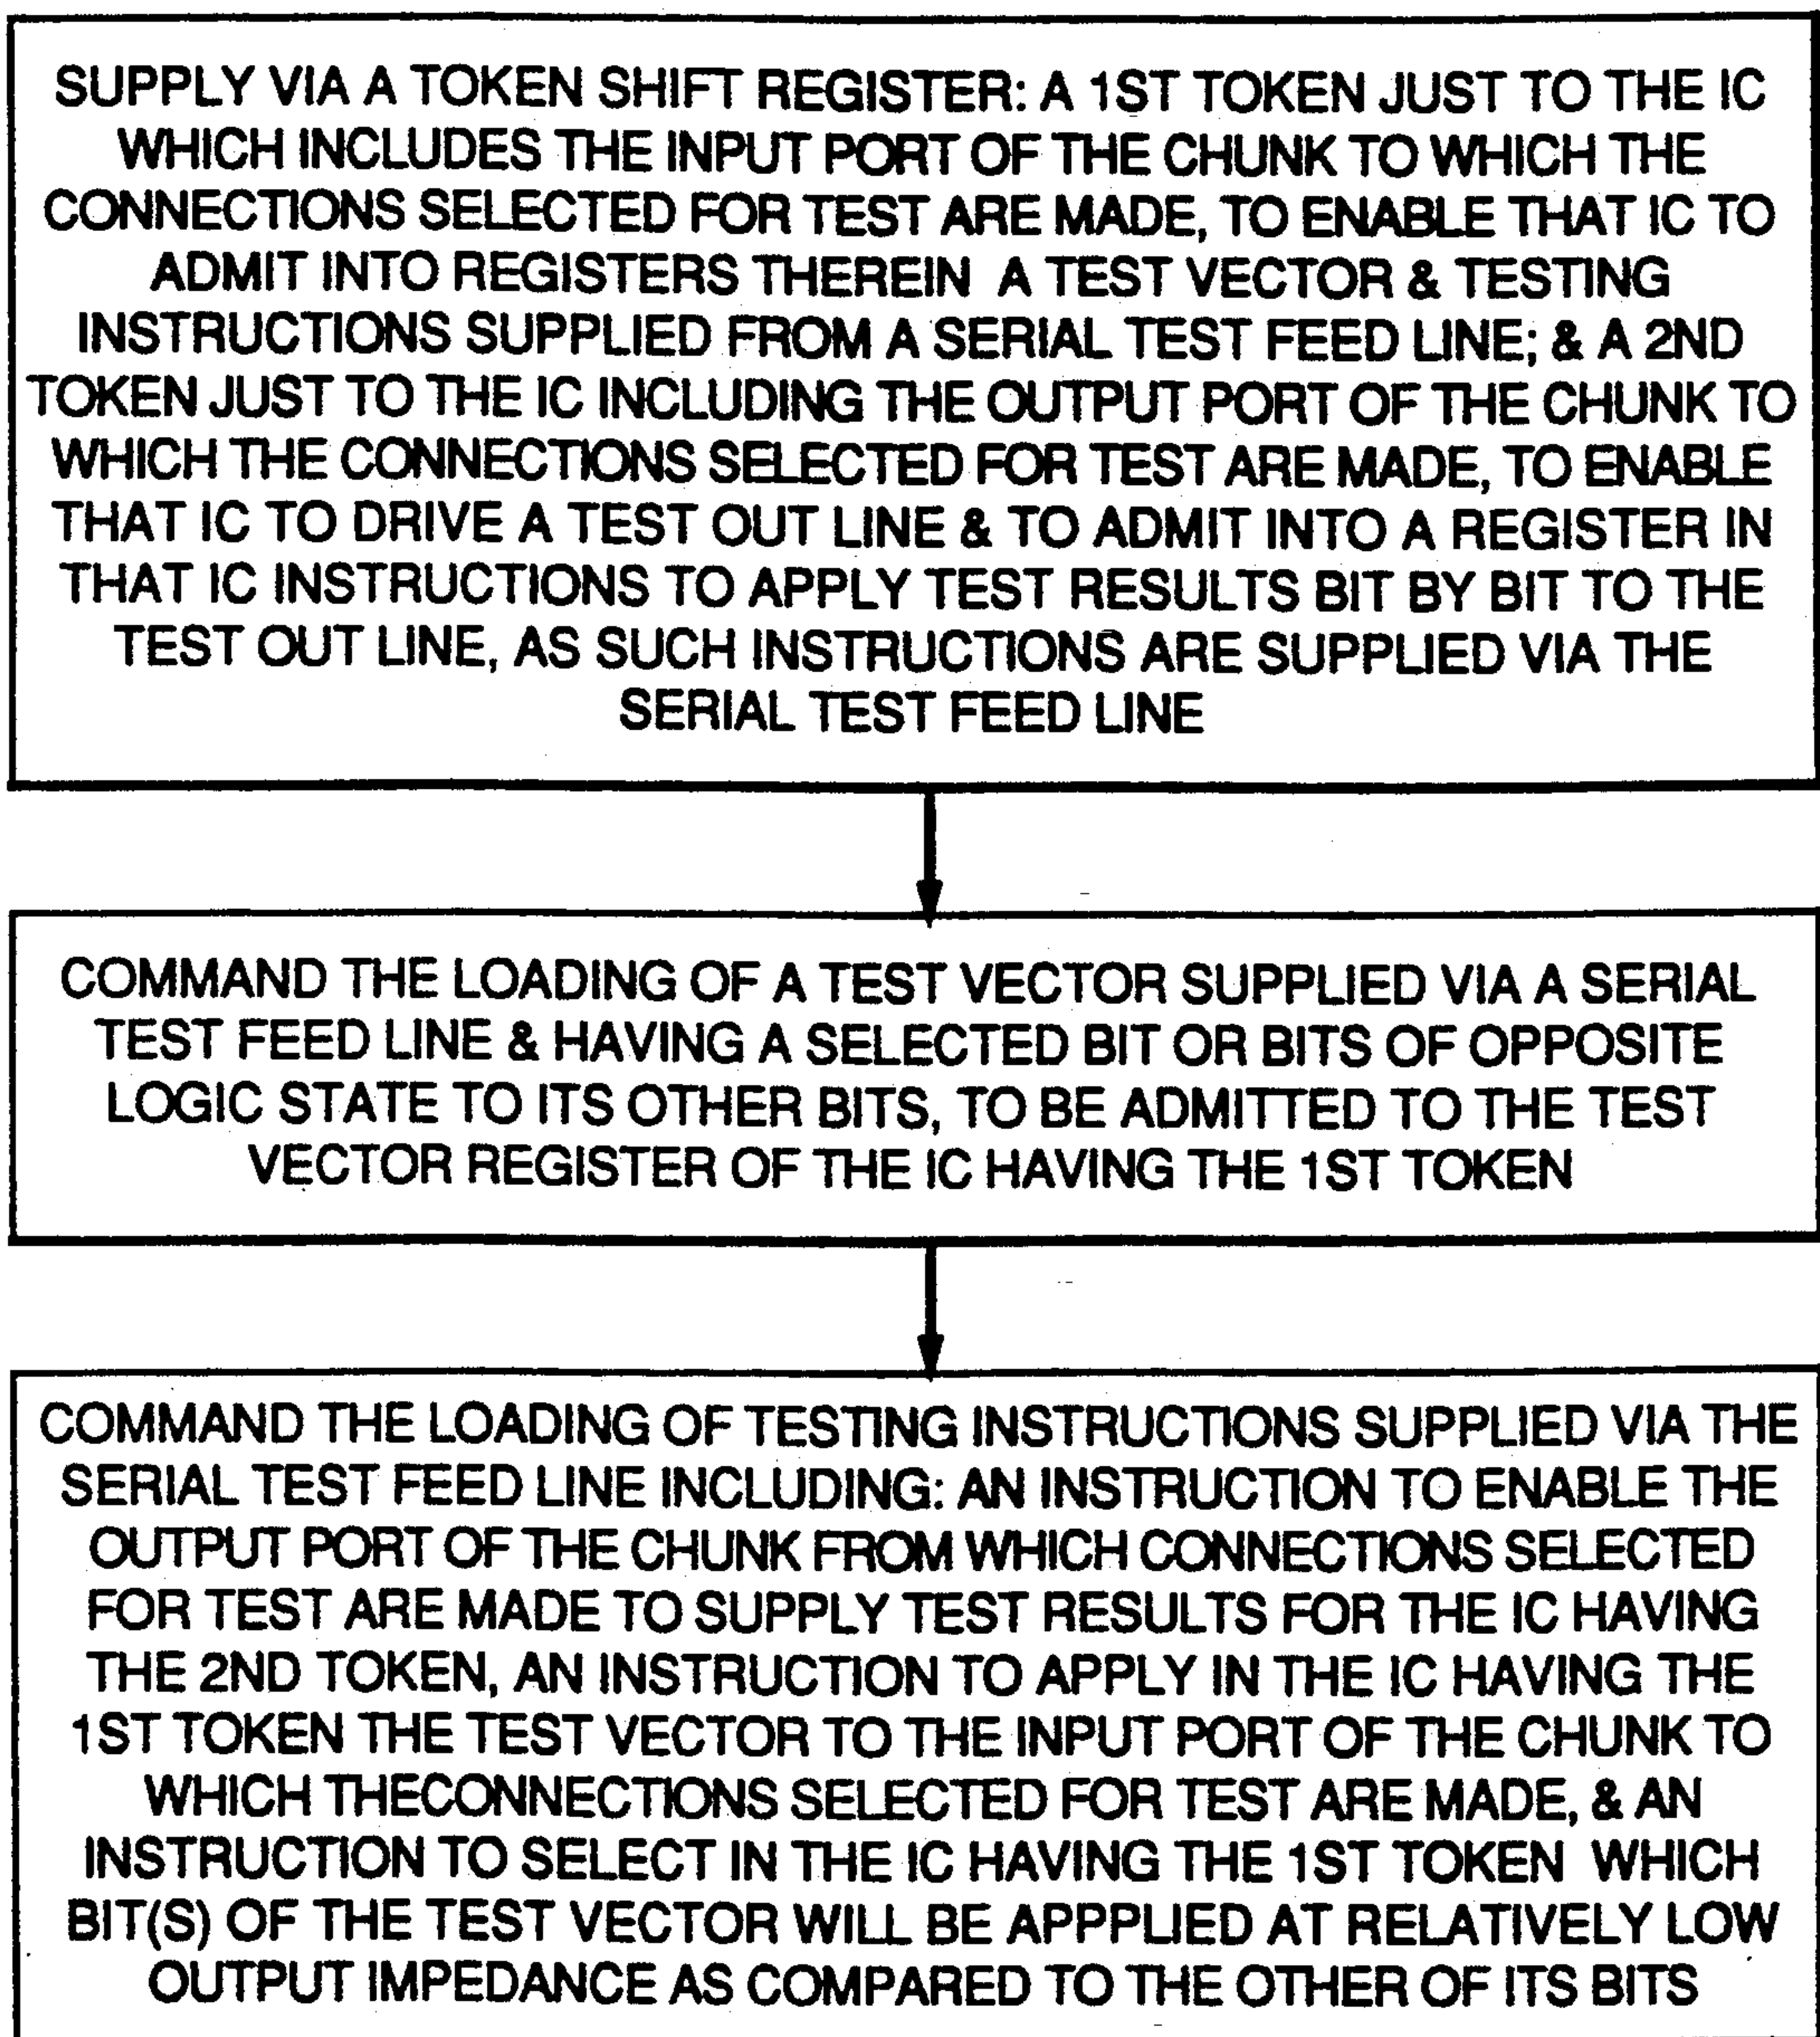 SUPPLY VIA A TOKEN SHIFT REGISTER: A 1ST TOKEN JUST TO THE IC
WHICH INCLUDES THE INPUT PORT OF THE CHUNK TO WHICH THE
CONNECTIONS SELECTED FOR TEST ARE MADE, TO ENABLE THAT IC TO
ADMIT INTO REGISTERS THEREIN A TEST VECTOR & TESTING
INSTRUCTIONS SUPPLIED FROM A SERIAL TEST FEED LINE; & A 2ND
TOKEN JUST TO THE IC INCLUDING THE OUTPUT PORT OF THE CHUNK TO
WHICH THE CONNECTIONS SELECTED FOR TEST ARE MADE, TO ENABLE
THAT IC TO DRIVE A TEST OUT LINE & TO ADMIT INTO A REGISTER IN
THAT IC INSTRUCTIONS TO APPLY TEST RESULTS BIT BY BIT TO THE
TEST OUT LINE, AS SUCH INSTRUCTIONS ARE SUPPLIED VIA THE
SERIAL TEST FEED LINE
COMMAND THE LOADING OF A TEST VECTOR SUPPLIED VIA A SERIAL
TEST FEED LINE & HAVING A SELECTED BIT OR BITS OF OPPOSITE
LOGIC STATE TO ITS OTHER BITS, TO BE ADMITTED TO THE TEST
VECTOR REGISTER OF THE IC HAVING THE 1ST TOKEN
COMMAND THE LOADING OF TESTING INSTRUCTIONS SUPPLIED VIA THE
SERIAL TEST FEED LINE INCLUDING: AN INSTRUCTION TO ENABLE THE
OUTPUT PORT OF THE CHUNK FROM WHICH CONNECTIONS SELECTED
FOR TEST ARE MADE TO SUPPLY TEST RESULTS FOR THE IC HAVING
THE 2ND TOKEN, AN INSTRUCTION TO APPLY IN THE IC HAVING THE
1ST TOKEN THE TEST VECTOR TO THE INPUT PORT OF THE CHUNK TO
WHICH THECONNECTIONS SELECTED FOR TEST ARE MADE, & AN
INSTRUCTION TO SELECT IN THE IC HAVING THE 1ST TOKEN WHICH
BIT(S) OF THE TEST VECTOR WILL BE APPPLIED AT RELATIVELY LOW
OUTPUT IMPEDANCE AS COMPARED TO THE OTHER OF ITS BITS